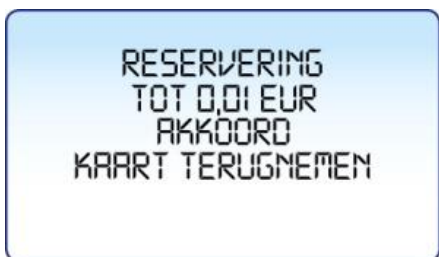 RESERVERING
TOT 0,01 EUR
AKKOORD
KAART TERUGNEMEN